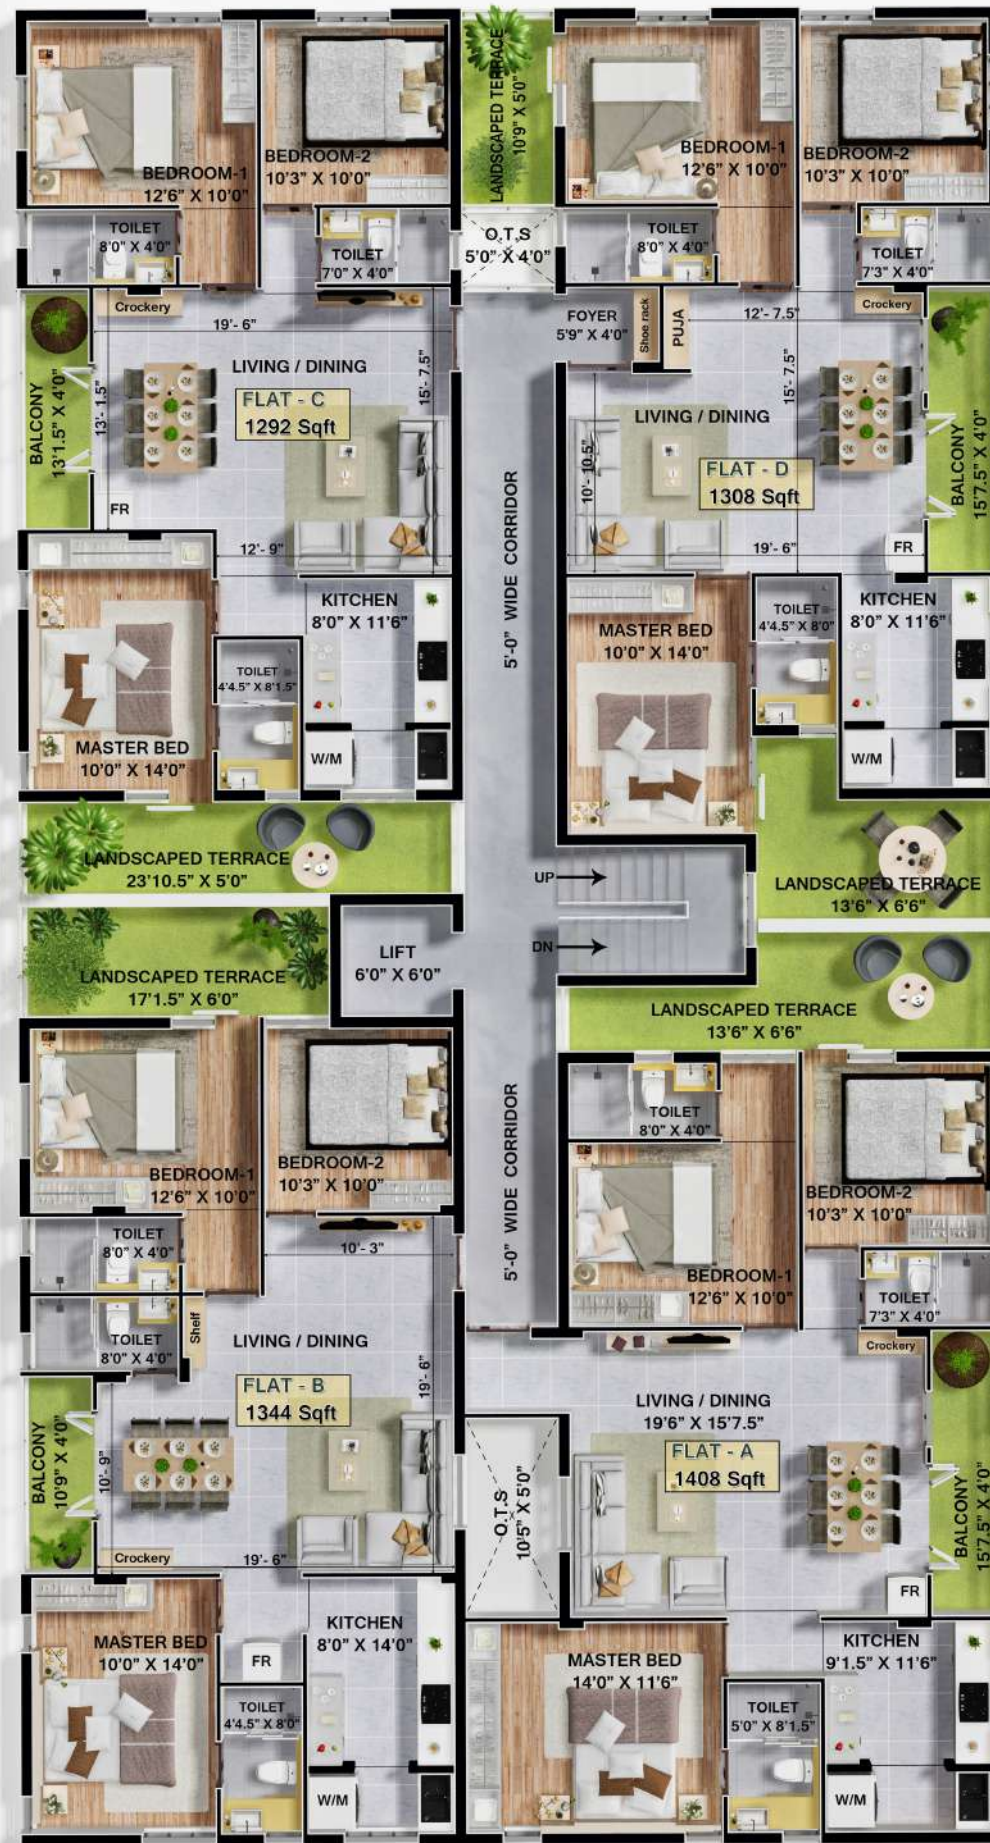 BEDROOM-1
12'6" X 10'0"
BEDROOM-2
10'3" X 10'0"
LANDSCAPED TERRACE
10'9" X 5'0"
BEDROOM-1
12'6" X 10'0"
BEDROOM-2
10'3" X 10'0"
TOILET
8'0" X 4'0"
TOILET
7'0" X 4'0"
O.T.S
5'0" X 4'0"
TOILET
8'0" X 4'0"
TOILET
7'3" X 4'0"
Crockery
19'- 6"
LIVING / DINING
FLAT - C
1292 Sqft
15'- 7.5"
13'- 1.5"
BALCONY
13'1.5" X 4'0"
FR
12'- 9"
FOYER
5'9" X 4'0"
Shoe rack
PUJA
Crockery
12'- 7.5"
15'- 7.5"
LIVING / DINING
FLAT - D
1308 Sqft
10'- 10.5"
19'- 6"
FR
BALCONY
15'7.5" X 4'0"
5'-0" WIDE CORRIDOR
KITCHEN
8'0" X 11'6"
TOILET
4'4.5" X 8'1.5"
MASTER BED
10'0" X 14'0"
W/M
MASTER BED
10'0" X 14'0"
TOILET
4'4.5" X 8'0"
KITCHEN
8'0" X 11'6"
W/M
LANDSCAPED TERRACE
23'10.5" X 5'0"
UP
DN
LANDSCAPED TERRACE
13'6" X 6'6"
LANDSCAPED TERRACE
17'1.5" X 6'0"
LIFT
6'0" X 6'0"
LANDSCAPED TERRACE
13'6" X 6'6"
BEDROOM-1
12'6" X 10'0"
BEDROOM-2
10'3" X 10'0"
5'-0" WIDE CORRIDOR
TOILET
8'0" X 4'0"
BEDROOM-1
12'6" X 10'0"
BEDROOM-2
10'3" X 10'0"
TOILET
8'0" X 4'0"
TOILET
8'0" X 4'0"
Shelf
10'- 3"
LIVING / DINING
FLAT - B
1344 Sqft
19'- 6"
10'- 9"
BALCONY
10'9" X 4'0"
Crockery
19'- 6"
TOILET
7'3" X 4'0"
Crockery
LIVING / DINING
19'6" X 15'7.5"
FLAT - A
1408 Sqft
O.T.S
10'5" X 5'0"
BALCONY
15'7.5" X 4'0"
FR
MASTER BED
10'0" X 14'0"
FR
KITCHEN
8'0" X 14'0"
TOILET
4'4.5" X 8'0"
W/M
MASTER BED
14'0" X 11'6"
KITCHEN
9'1.5" X 11'6"
TOILET
5'0" X 8'1.5"
W/M